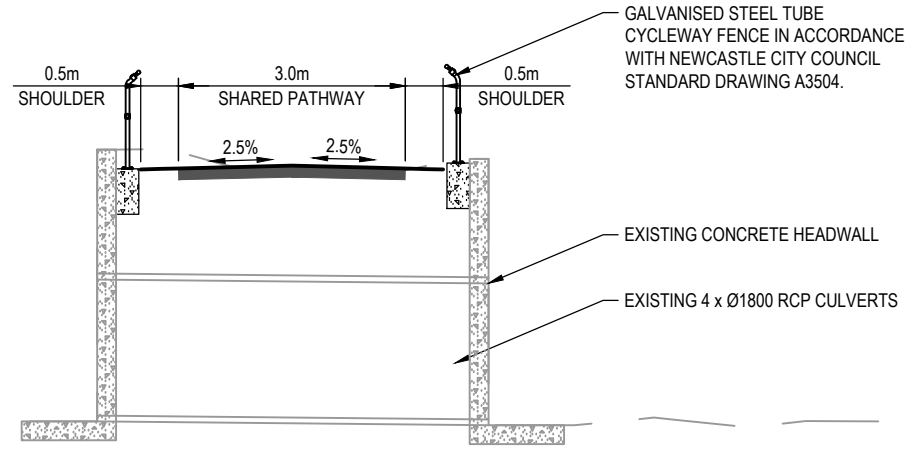 GALVANISED STEEL TUBE
CYCLEWAY FENCE IN ACCORDANCE
WITH NEWCASTLE CITY COUNCIL
STANDARD DRAWING A3504.
0.5m
SHOULDER
3.0m
SHARED PATHWAY
0.5m
SHOULDER
2.5%
2.5%
EXISTING CONCRETE HEADWALL
EXISTING 4 x Ø1800 RCP CULVERTS